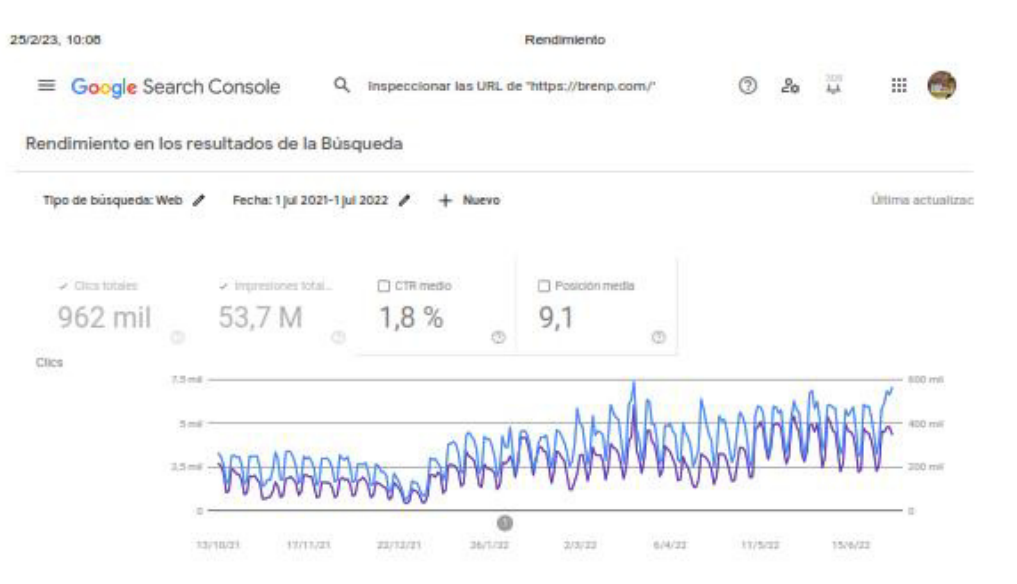 25/2/23, 10:08 Rendimiento
Google Search Console Inspeccionar las URL de "https://brenp.com/"
Rendimiento en los resultados de la Búsqueda
Tipo de búsqueda: Web Fecha: 1 jul 2021-1 jul 2022 + Nuevo Última actualizac
Clics totales Impresiones total... CTR medio Posición media
962 mil 53,7 M 1,8 % 9,1
Clics
7,5 mil 600 mil
5 mil 400 mil
2,5 mil 200 mil
0 0
13/10/21 17/11/21 22/12/21 26/1/22 2/3/22 6/4/22 11/5/22 15/6/22